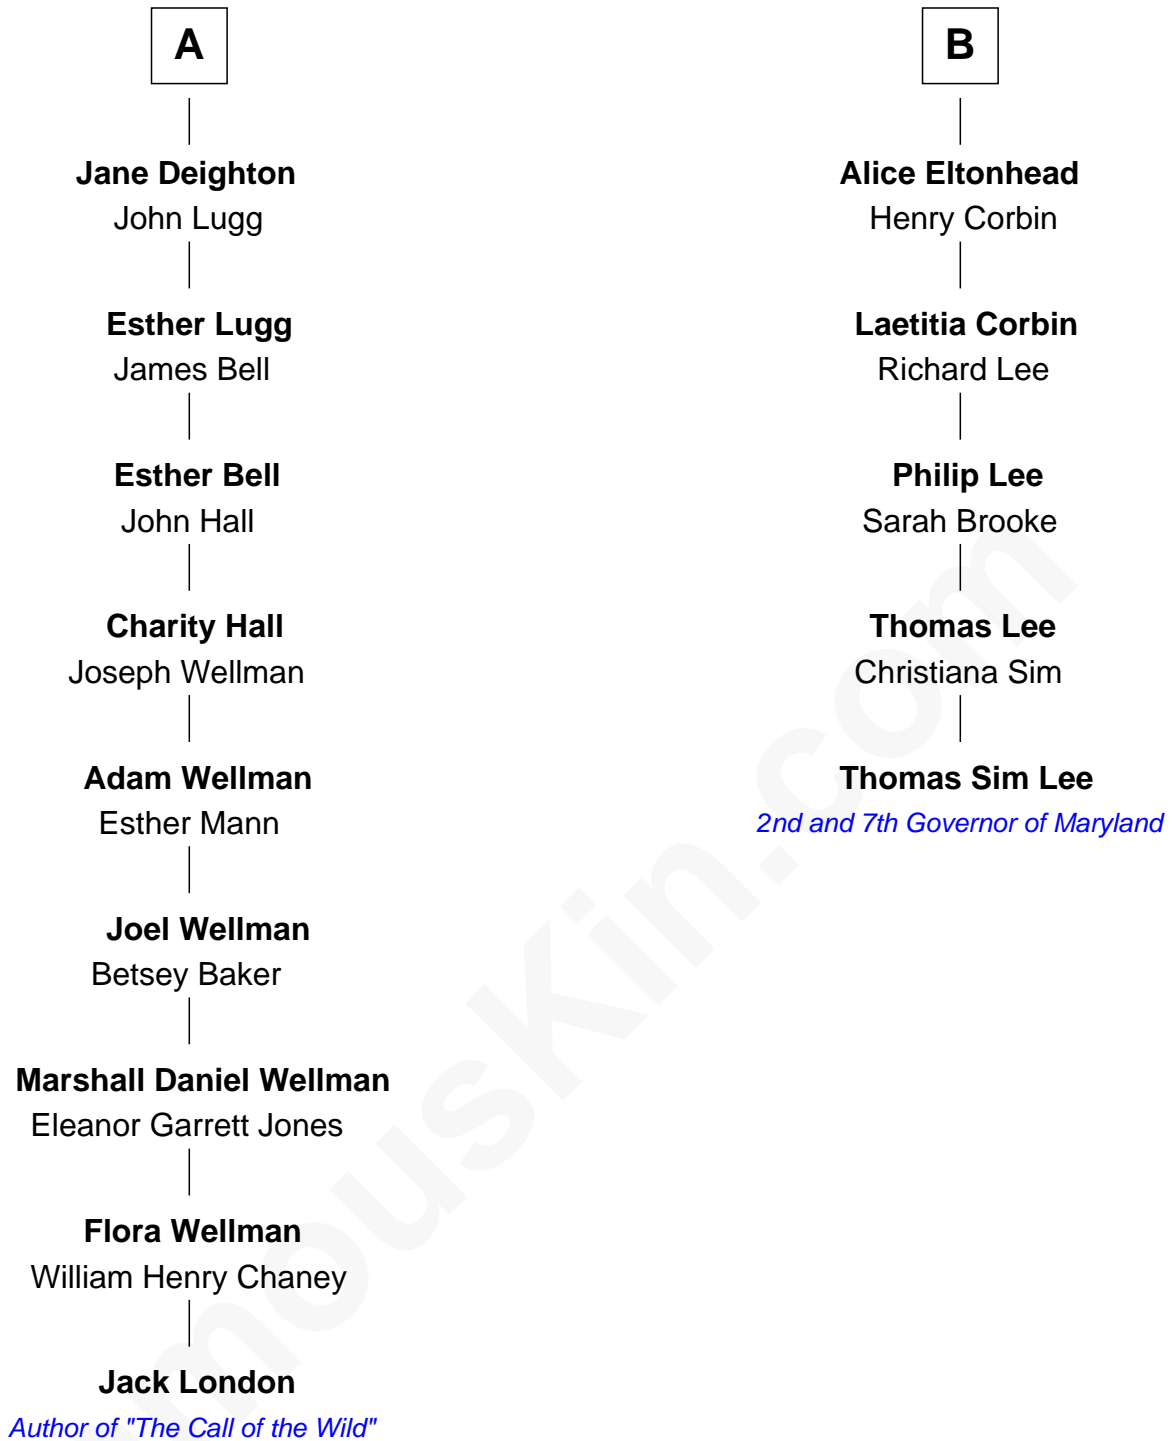 A
Jane Deighton
John Lugg
Esther Lugg
James Bell
Esther Bell
John Hall
Charity Hall
Joseph Wellman
Adam Wellman
Esther Mann
Joel Wellman
Betsey Baker
Marshall Daniel Wellman
Eleanor Garrett Jones
Flora Wellman
William Henry Chaney
Jack London
Author of "The Call of the Wild"
B
Alice Eltonhead
Henry Corbin
Laetitia Corbin
Richard Lee
Philip Lee
Sarah Brooke
Thomas Lee
Christiana Sim
Thomas Sim Lee
2nd and 7th Governor of Maryland
mousKin.com